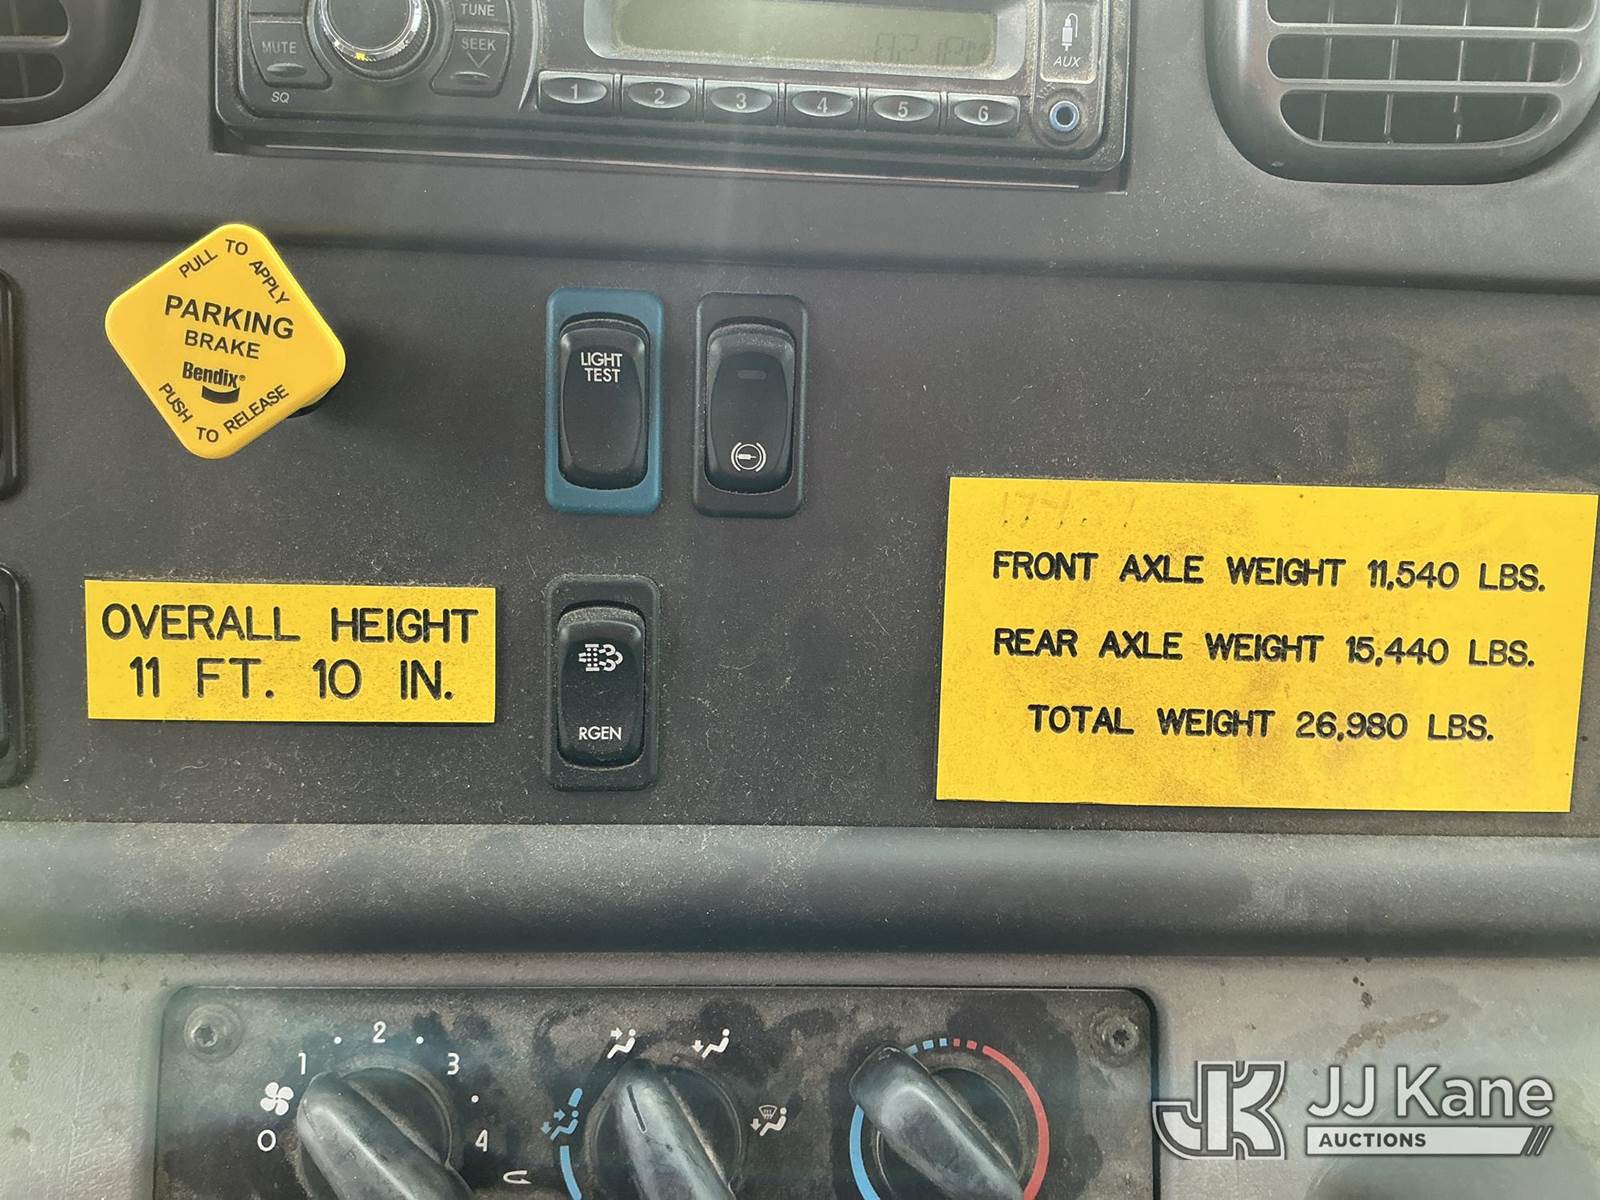 TUNE
MUTE
SEEK
SQ
AUX
1 2 3 4 5 6
PULL TO APPLY
PARKING
BRAKE
Bendix®
PUSH TO RELEASE
LIGHT
TEST
OVERALL HEIGHT
11 FT. 10 IN.
RGEN
FRONT AXLE WEIGHT 11,540 LBS.
REAR AXLE WEIGHT 15,440 LBS.
TOTAL WEIGHT 26,980 LBS.
0 1 2 3 4
JK
JJ Kane
AUCTIONS